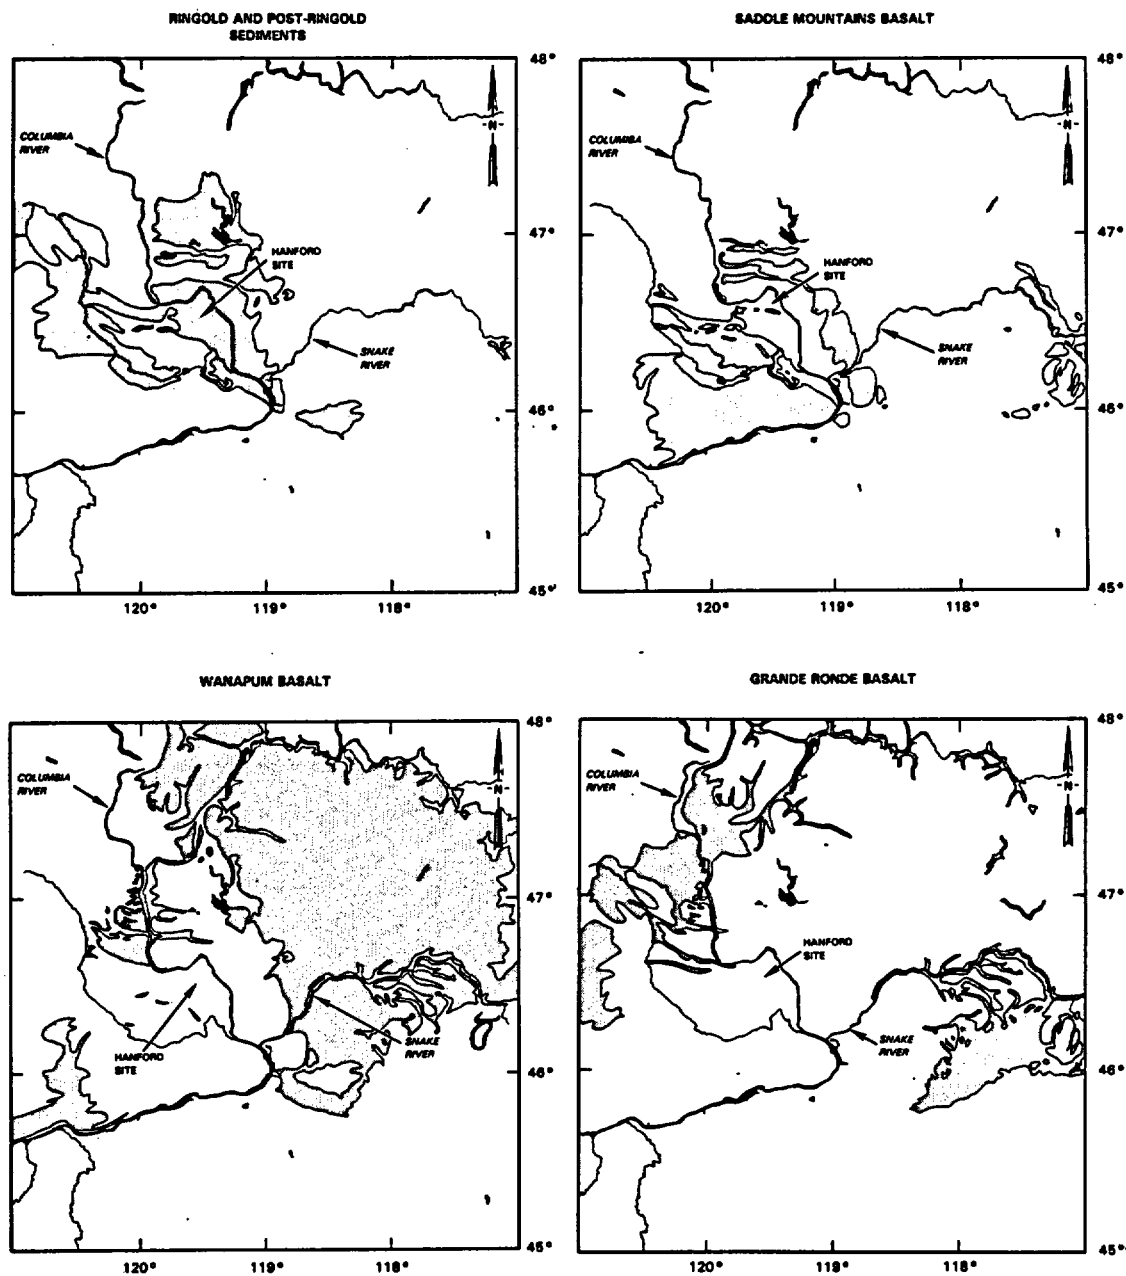 RINGOLD AND POST-RINGOLD
SEDIMENTS
48°
-N-
COLUMBIA
RIVER
47°
HANFORD
SITE
SNAKE
RIVER
46°
45°
120°
119°
118°
SADDLE MOUNTAINS BASALT
48°
-N-
COLUMBIA
RIVER
47°
HANFORD
SITE
SNAKE
RIVER
46°
45°
120°
119°
118°
WANAPUM BASALT
48°
COLUMBIA
RIVER
-N-
47°
HANFORD
SITE
SNAKE
RIVER
46°
45°
120°
119°
118°
GRANDE RONDE BASALT
48°
COLUMBIA
RIVER
-N-
47°
HANFORD
SITE
SNAKE
RIVER
46°
45°
120°
119°
118°